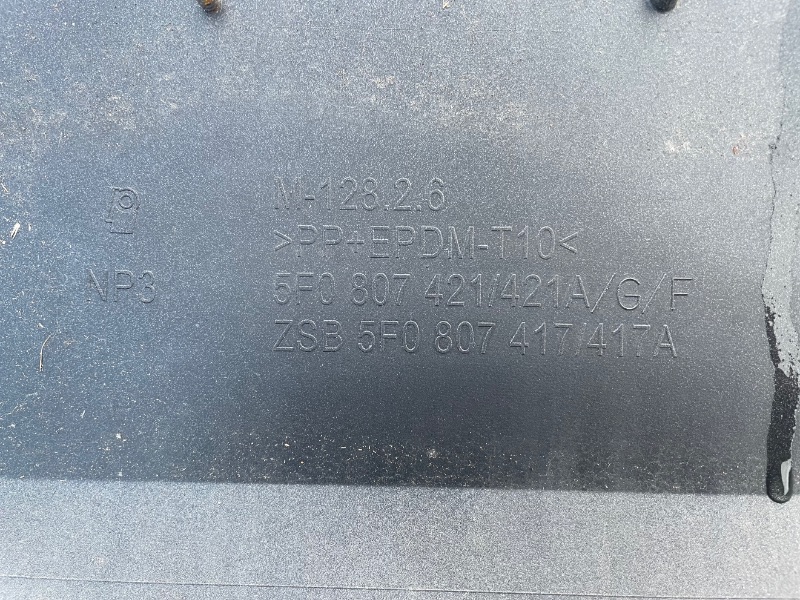 M-128.2.6
>PP+EPDM-T10<
NP3
5F0 807 421/421A/G/F
ZSB 5F0 807 417/417A